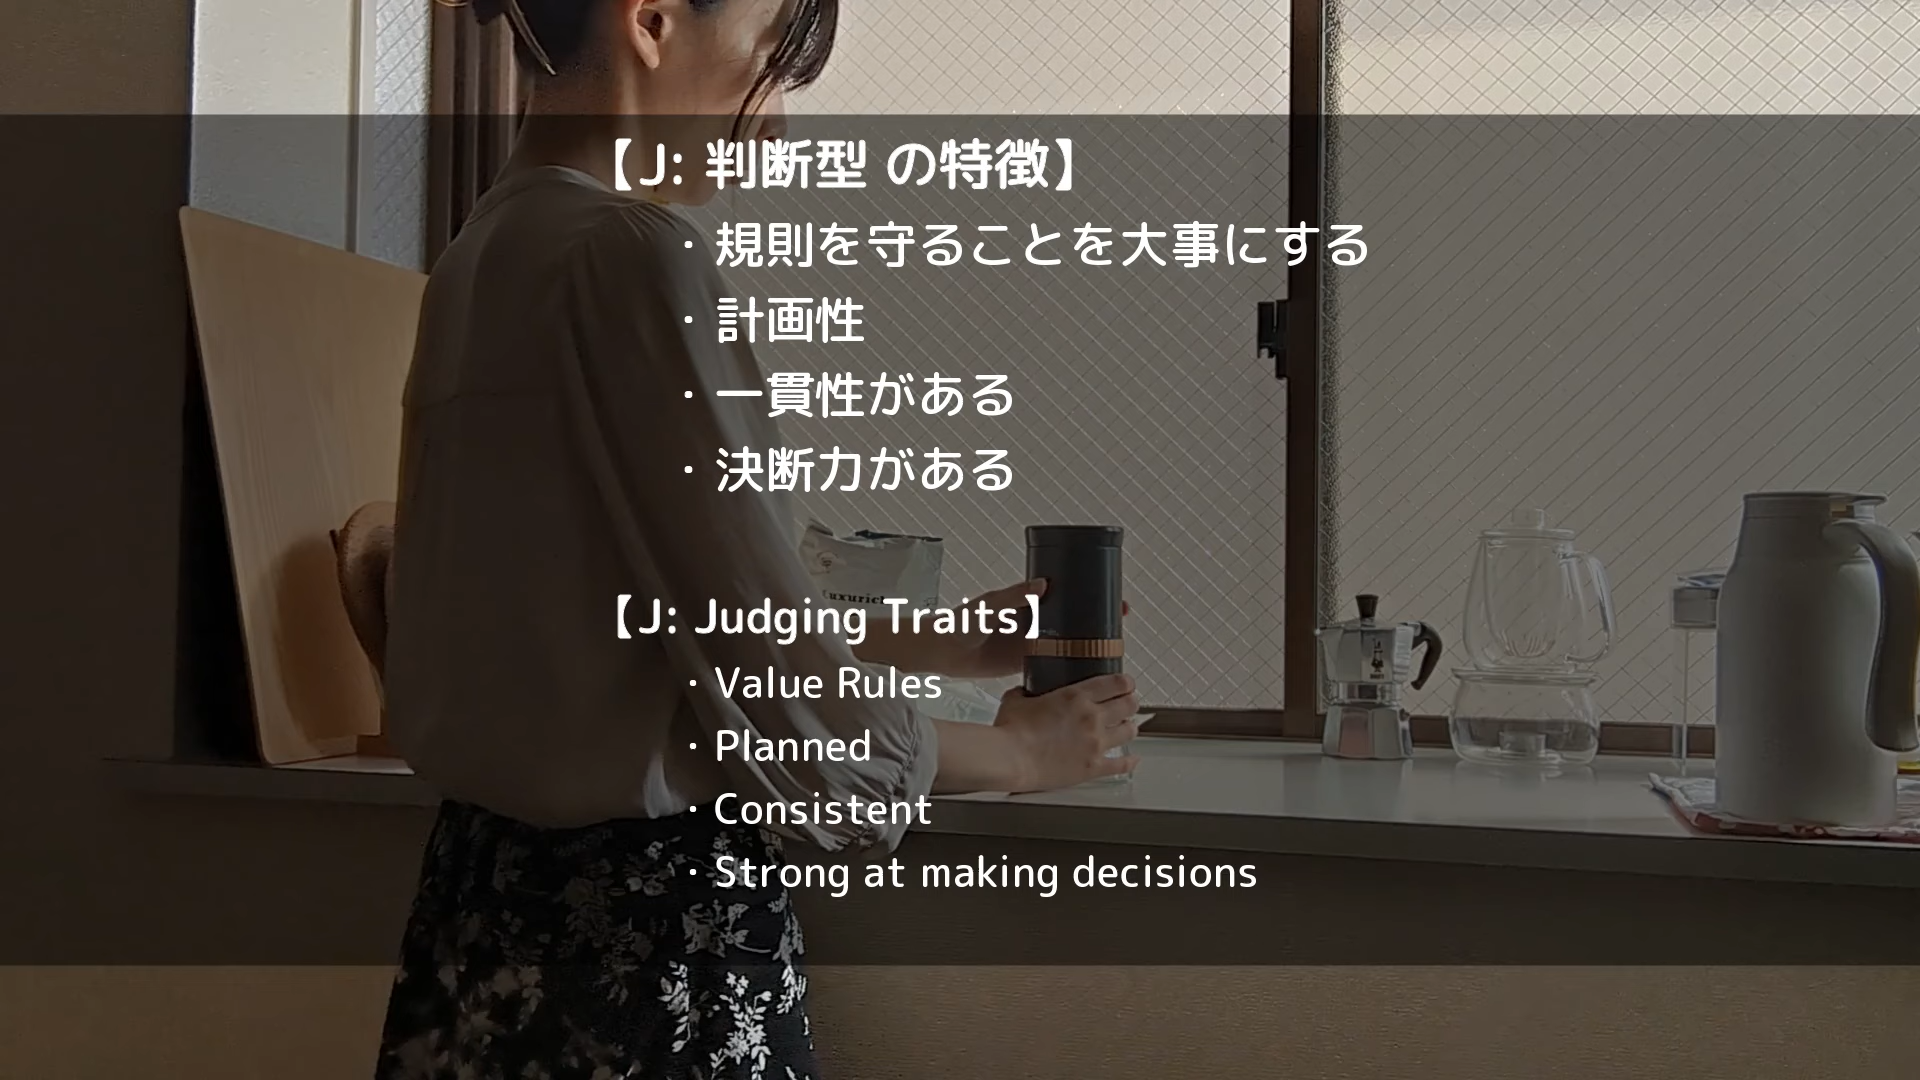 【J: 判断型 の特徴】
・規則を守ることを大事にする
・計画性
・一貫性がある
・決断力がある
【J: Judging Traits】
・Value Rules
・Planned
・Consistent
・Strong at making decisions